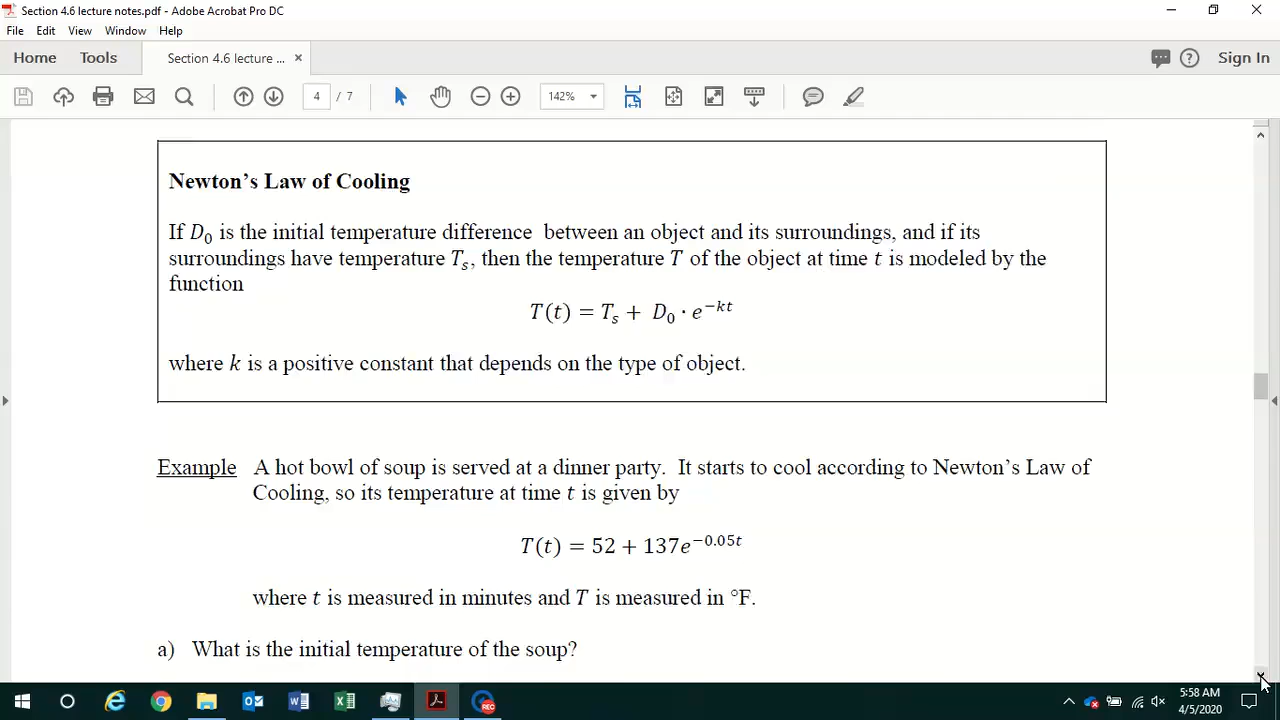 Section 4.6 lecture notes.pdf - Adobe Acrobat Pro DC
File Edit View Window Help
Home Tools Section 4.6 lecture ... × Sign In
4 / 7 142%
Newton’s Law of Cooling
If D₀ is the initial temperature difference between an object and its surroundings, and if its
surroundings have temperature Tₛ, then the temperature T of the object at time t is modeled by the
function
T(t) = Tₛ + D₀ · e^{−kt}
where k is a positive constant that depends on the type of object.
Example A hot bowl of soup is served at a dinner party. It starts to cool according to Newton’s Law of
Cooling, so its temperature at time t is given by
T(t) = 52 + 137e^{−0.05t}
where t is measured in minutes and T is measured in °F.
a) What is the initial temperature of the soup?
5:58 AM
4/5/2020